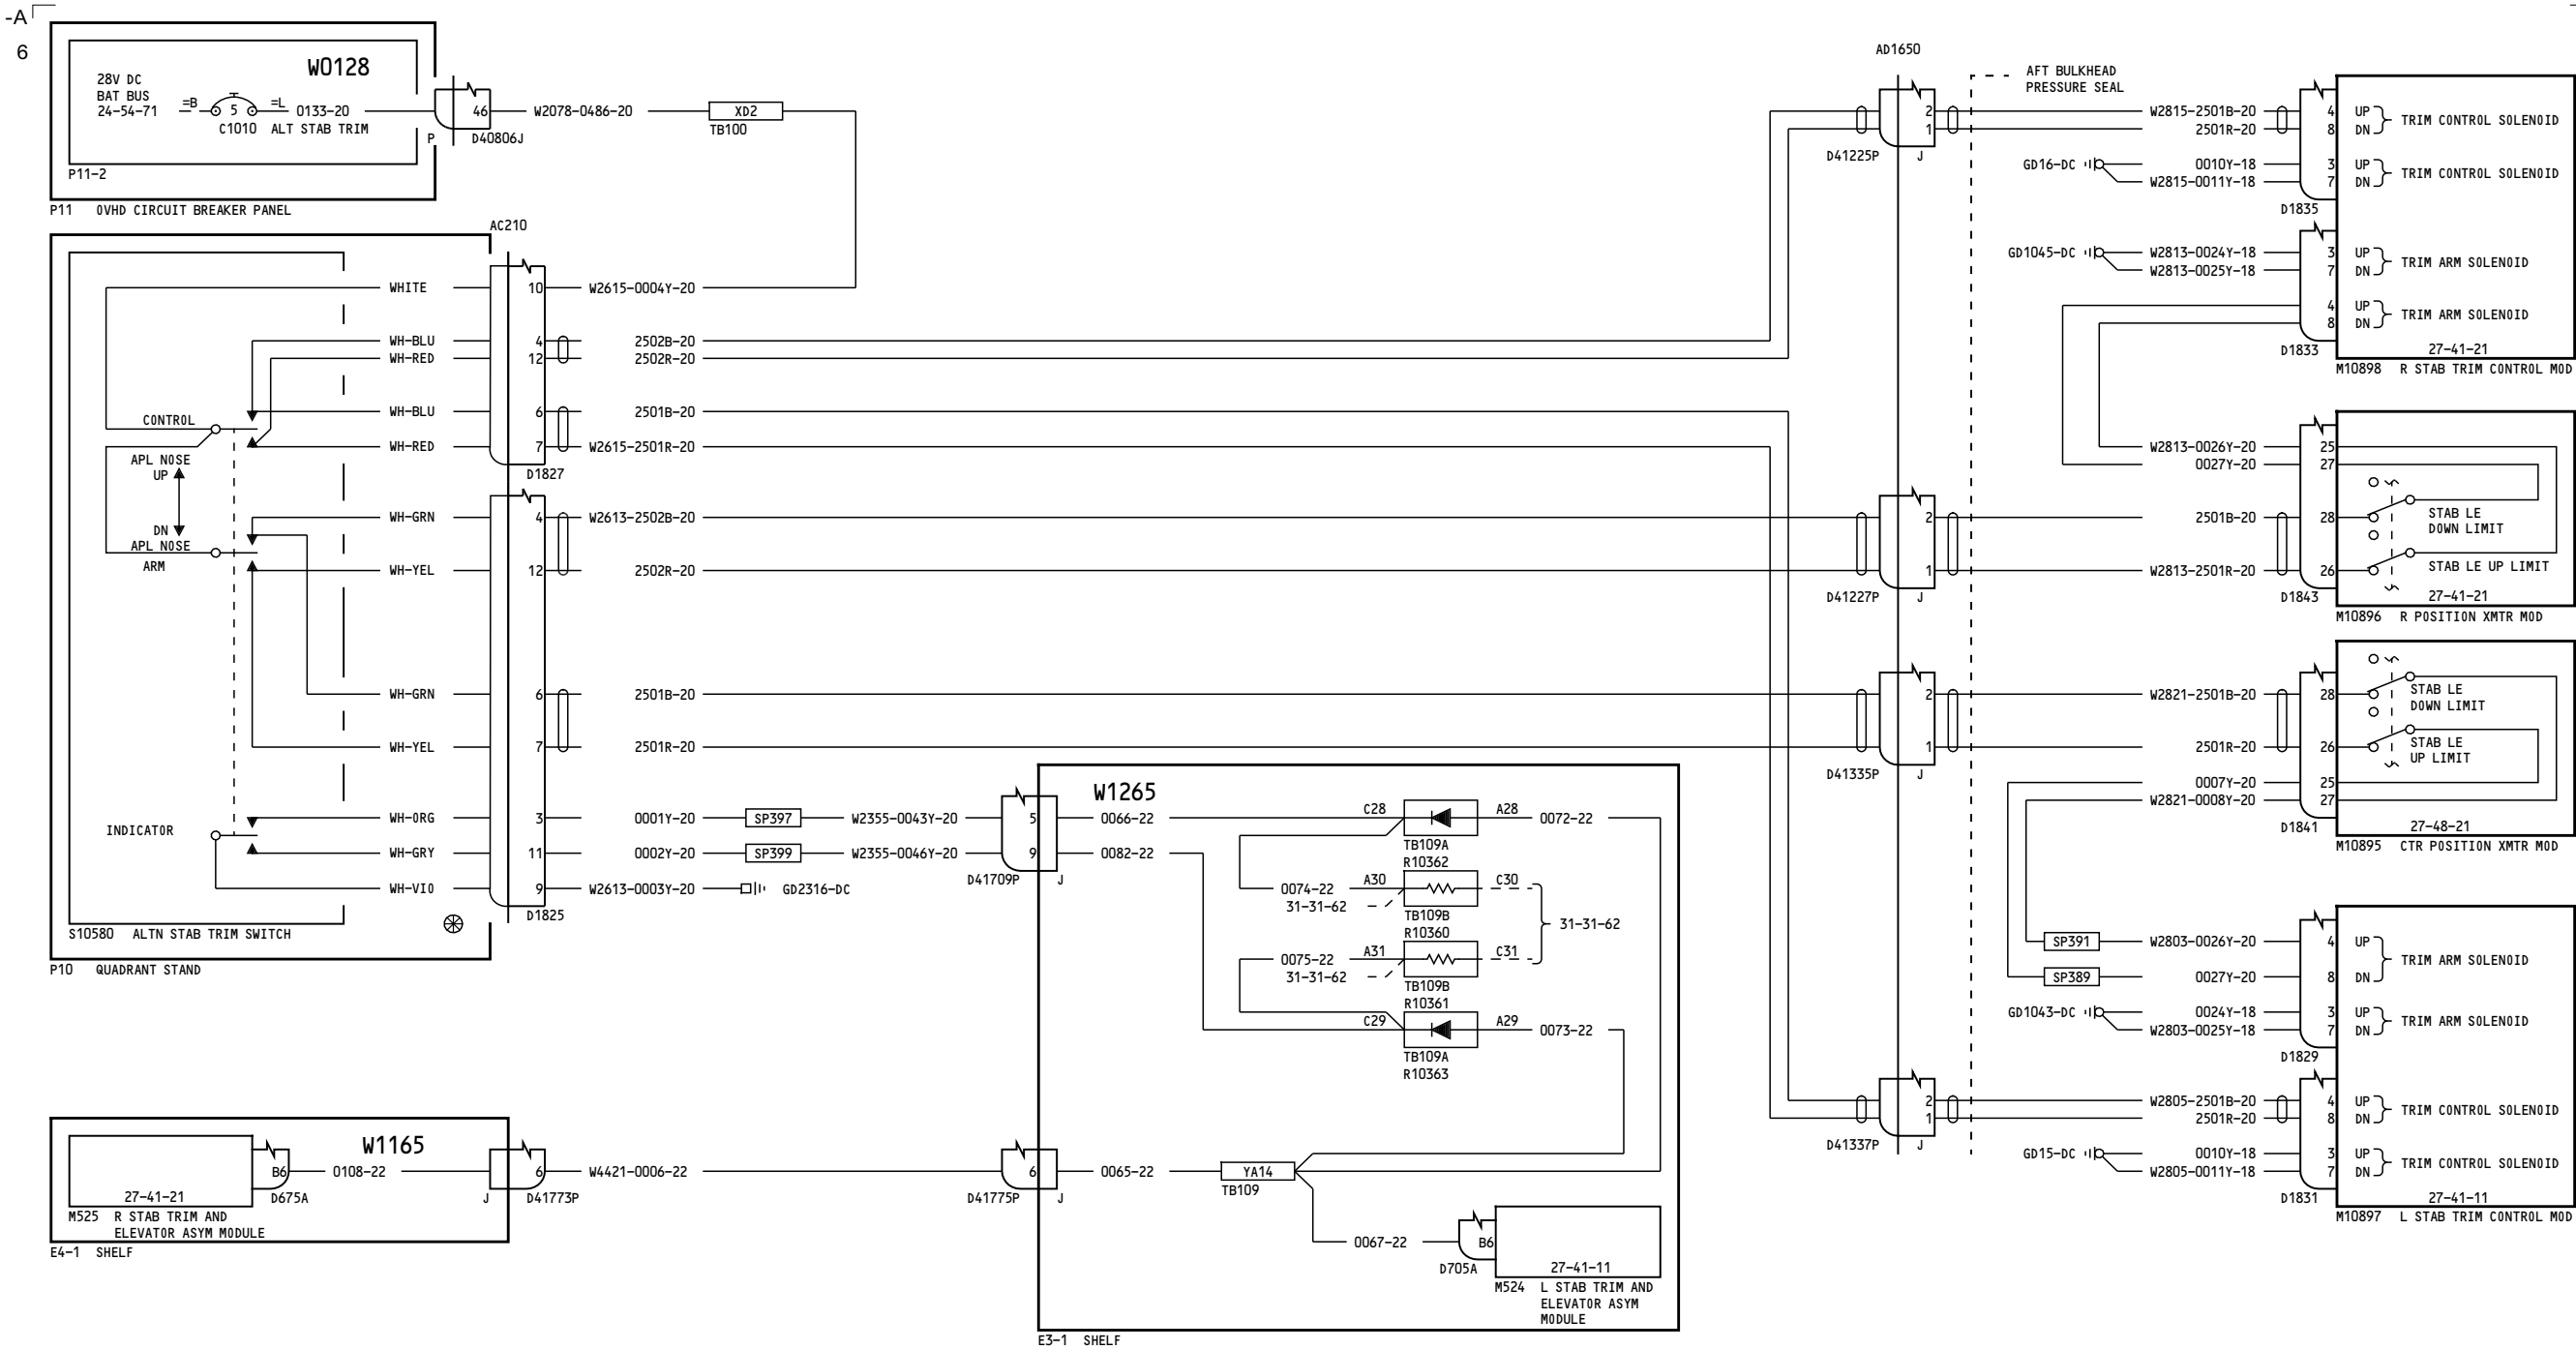 -A
6
W0128
28V DC
BAT BUS
24-54-71
=B
5
=L
0133-20
C1010 ALT STAB TRIM
P11-2
P11 0VHD CIRCUIT BREAKER PANEL
P
46
D40806J
W2078-0486-20
XD2
TB100
AC210
WHITE
10
W2615-0004Y-20
WH-BLU
4
2502B-20
WH-RED
12
2502R-20
WH-BLU
6
2501B-20
WH-RED
7
W2615-2501R-20
D1827
CONTROL
APL NOSE
UP
DN
APL NOSE
ARM
WH-GRN
4
W2613-2502B-20
WH-YEL
12
2502R-20
WH-GRN
6
2501B-20
WH-YEL
7
2501R-20
INDICATOR
WH-ORG
3
0001Y-20
SP397
W2355-0043Y-20
5
WH-GRY
11
0002Y-20
SP399
W2355-0046Y-20
9
WH-VIO
9
W2613-0003Y-20
GD2316-DC
D1825
D41709P
J
S10580 ALTN STAB TRIM SWITCH
P10 QUADRANT STAND
W1265
0066-22
C28
A28
0072-22
TB109A
R10362
0082-22
0074-22
A30
C30
31-31-62
TB109B
R10360
31-31-62
0075-22
A31
C31
31-31-62
TB109B
R10361
C29
A29
0073-22
TB109A
R10363
W1165
B6
0108-22
D675A
27-41-21
M525 R STAB TRIM AND
ELEVATOR ASYM MODULE
E4-1 SHELF
J
6
D41773P
W4421-0006-22
6
D41775P
J
0065-22
YA14
TB109
0067-22
B6
D705A
27-41-11
M524 L STAB TRIM AND
ELEVATOR ASYM
MODULE
E3-1 SHELF
AD1650
AFT BULKHEAD
PRESSURE SEAL
2
1
D41225P
J
W2815-2501B-20
4
UP
2501R-20
8
DN
TRIM CONTROL SOLENOID
GD16-DC
0010Y-18
3
UP
W2815-0011Y-18
7
DN
TRIM CONTROL SOLENOID
D1835
GD1045-DC
W2813-0024Y-18
3
UP
W2813-0025Y-18
7
DN
TRIM ARM SOLENOID
4
UP
8
DN
TRIM ARM SOLENOID
D1833
27-41-21
M10898 R STAB TRIM CONTROL MOD
W2813-0026Y-20
25
0027Y-20
27
2
1
D41227P
J
2501B-20
28
STAB LE
DOWN LIMIT
W2813-2501R-20
26
STAB LE UP LIMIT
D1843
27-41-21
M10896 R POSITION XMTR MOD
2
1
D41335P
J
W2821-2501B-20
28
STAB LE
DOWN LIMIT
2501R-20
26
STAB LE
UP LIMIT
0007Y-20
25
W2821-0008Y-20
27
D1841
27-48-21
M10895 CTR POSITION XMTR MOD
SP391
W2803-0026Y-20
4
UP
SP389
0027Y-20
8
DN
TRIM ARM SOLENOID
GD1043-DC
0024Y-18
3
UP
W2803-0025Y-18
7
DN
TRIM ARM SOLENOID
D1829
2
1
D41337P
J
W2805-2501B-20
4
UP
2501R-20
8
DN
TRIM CONTROL SOLENOID
GD15-DC
0010Y-18
3
UP
W2805-0011Y-18
7
DN
TRIM CONTROL SOLENOID
D1831
27-41-11
M10897 L STAB TRIM CONTROL MOD